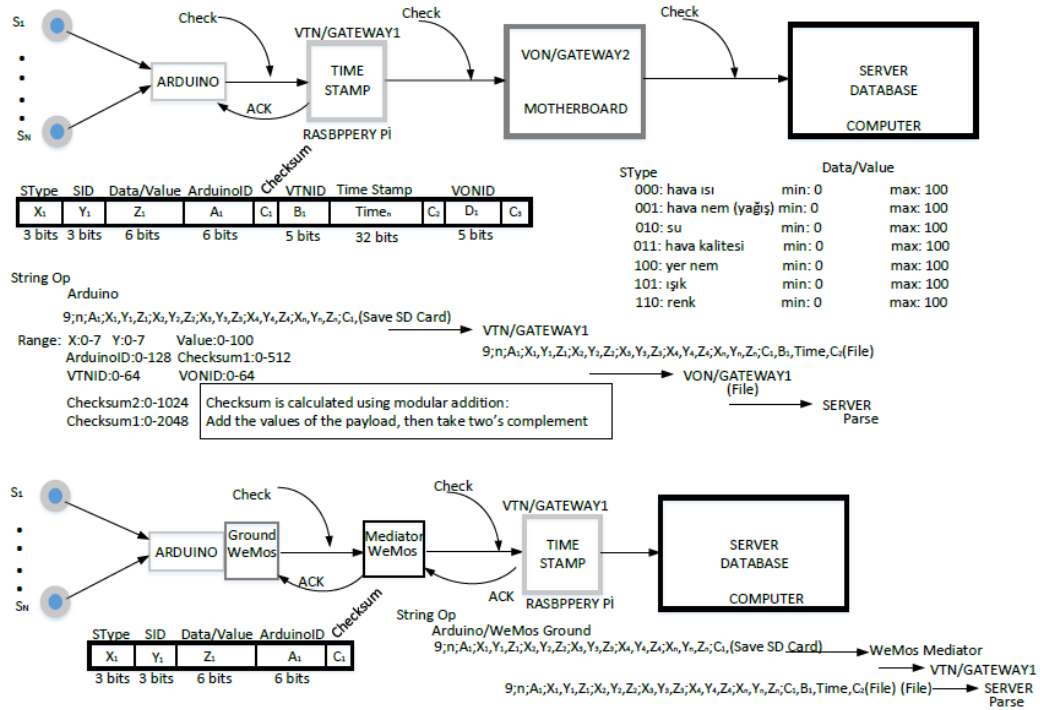 S₁
Check
VTN/GATEWAY1
Check
VON/GATEWAY2
Check
ARDUINO
TIME
STAMP
MOTHERBOARD
SERVER
DATABASE
COMPUTER
ACK
SN
RASBPPERY Pİ
SType SID Data/Value ArduinoID Checksum VTNID Time Stamp VONID
X₁ Y₁ Z₁ A₁ C₁ B₁ Timeₙ C₂ D₁ C₃
3 bits 3 bits 6 bits 6 bits 5 bits 32 bits 5 bits
SType Data/Value
000: hava ısı min: 0 max: 100
001: hava nem (yağış) min: 0 max: 100
010: su min: 0 max: 100
011: hava kalitesi min: 0 max: 100
100: yer nem min: 0 max: 100
101: ışık min: 0 max: 100
110: renk min: 0 max: 100
String Op
Arduino
9;n;A₁;X₁,Y₁,Z₁;X₂,Y₂,Z₂;X₃,Y₃,Z₃;X₄,Y₄,Z₄;Xₙ,Yₙ,Zₙ;C₁,(Save SD Card)
VTN/GATEWAY1
9;n;A₁;X₁,Y₁,Z₁;X₂,Y₂,Z₂;X₃,Y₃,Z₃;X₄,Y₄,Z₄;Xₙ,Yₙ,Zₙ;C₁,B₁,Time,C₂(File)
Range: X:0-7 Y:0-7 Value:0-100
ArduinoID:0-128 Checksum1:0-512
VTNID:0-64 VONID:0-64
VON/GATEWAY1
(File)
SERVER
Parse
Checksum2:0-1024
Checksum1:0-2048
Checksum is calculated using modular addition:
Add the values of the payload, then take two's complement
S₁
Check
Check
VTN/GATEWAY1
ARDUINO
Ground
WeMos
Mediator
WeMos
TIME
STAMP
SERVER
DATABASE
COMPUTER
ACK
ACK
SN
RASBPPERY Pİ
SType SID Data/Value ArduinoID Checksum
X₁ Y₁ Z₁ A₁ C₁
3 bits 3 bits 6 bits 6 bits
String Op
Arduino/WeMos Ground
9;n;A₁;X₁,Y₁,Z₁;X₂,Y₂,Z₂;X₃,Y₃,Z₃;X₄,Y₄,Z₄;Xₙ,Yₙ,Zₙ;C₁,(Save SD Card)
WeMos Mediator
VTN/GATEWAY1
9;n;A₁;X₁,Y₁,Z₁;X₂,Y₂,Z₂;X₃,Y₃,Z₃;X₄,Y₄,Z₄;Xₙ,Yₙ,Zₙ;C₁,B₁,Time,C₂(File) (File)
SERVER
Parse